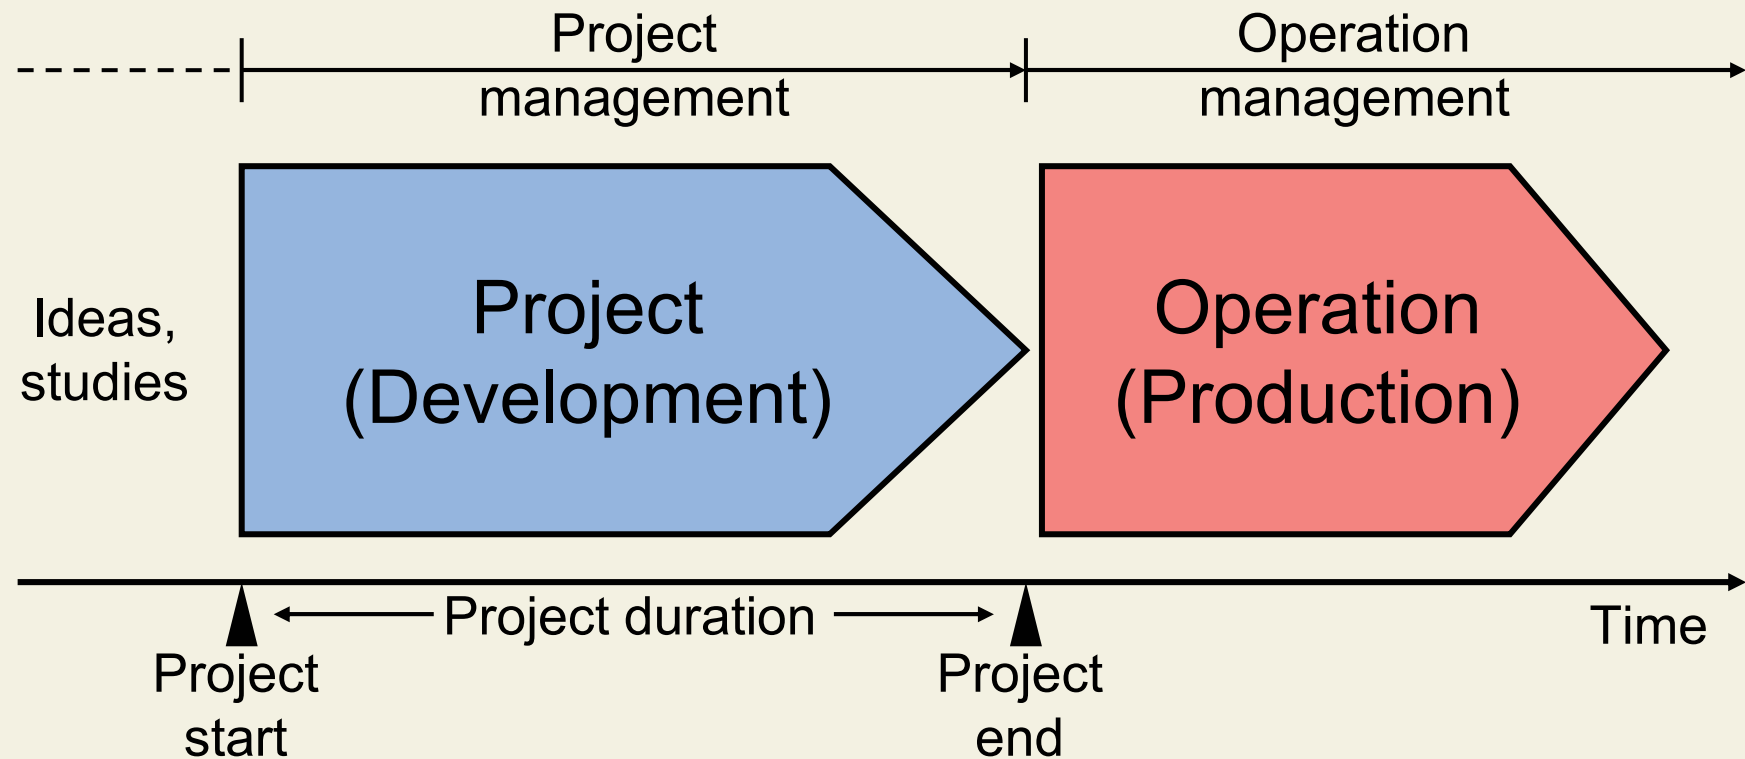 Project
management
Operation
management
Ideas,
studies
Project
(Development)
Operation
(Production)
Project duration
Time
Project
start
Project
end